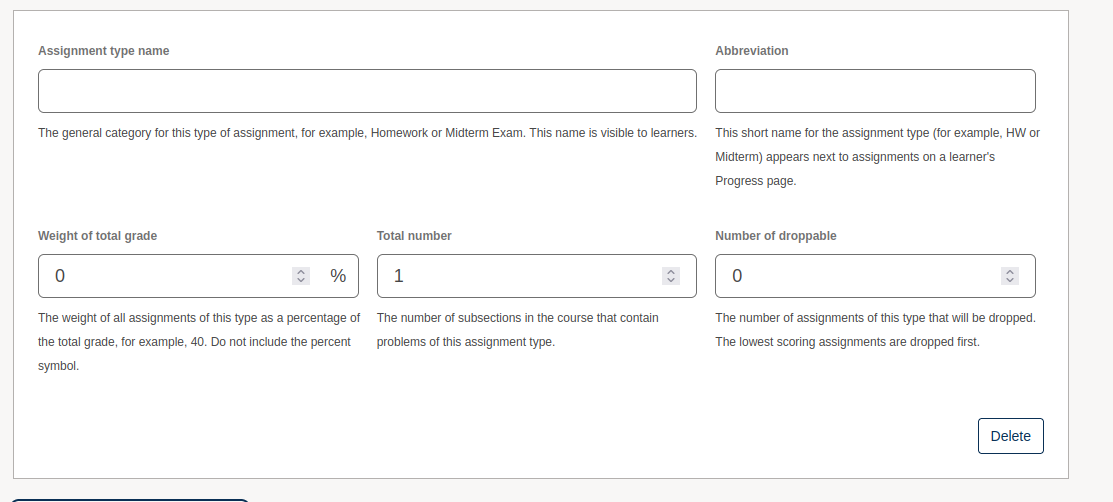 Assignment type name
Abbreviation
The general category for this type of assignment, for example, Homework or Midterm Exam. This name is visible to learners.
This short name for the assignment type (for example, HW or
Midterm) appears next to assignments on a learner's
Progress page.
Weight of total grade
Total number
Number of droppable
0
%
1
0
The weight of all assignments of this type as a percentage of
the total grade, for example, 40. Do not include the percent
symbol.
The number of subsections in the course that contain
problems of this assignment type.
The number of assignments of this type that will be dropped.
The lowest scoring assignments are dropped first.
Delete